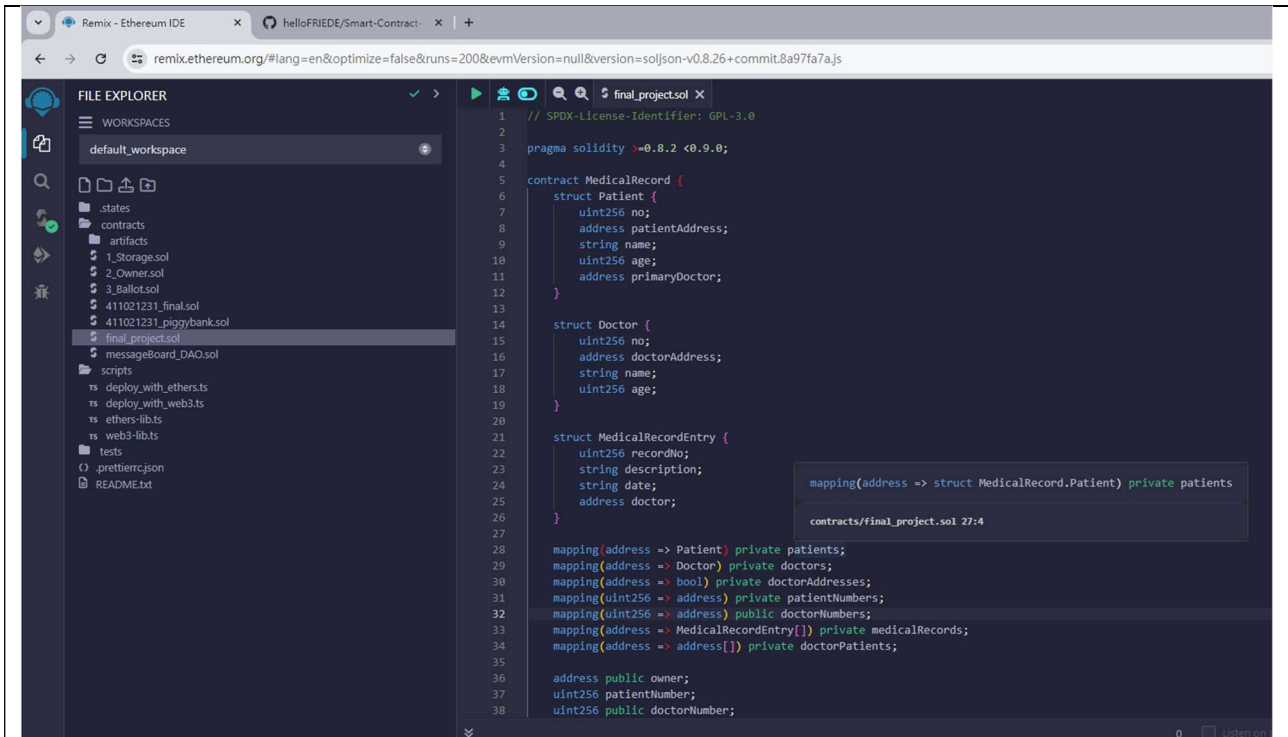 Remix - Ethereum IDE
helloFRIEDE/Smart-Contract-
remix.ethereum.org/#lang=en&optimize=false&runs=200&evmVersion=null&version=soljson-v0.8.26+commit.8a97fa7a.js
FILE EXPLORER
WORKSPACES
default_workspace
.states
contracts
artifacts
1_Storage.sol
2_Owner.sol
3_Ballot.sol
411021231_final.sol
411021231_piggybank.sol
final_project.sol
messageBoard_DAO.sol
scripts
TS deploy_with_ethers.ts
TS deploy_with_web3.ts
TS ethers-lib.ts
TS web3-lib.ts
tests
{} .prettierrc.json
README.txt
final_project.sol
1 // SPDX-License-Identifier: GPL-3.0
2
3 pragma solidity >=0.8.2 <0.9.0;
4
5 contract MedicalRecord {
6 struct Patient {
7 uint256 no;
8 address patientAddress;
9 string name;
10 uint256 age;
11 address primaryDoctor;
12 }
13
14 struct Doctor {
15 uint256 no;
16 address doctorAddress;
17 string name;
18 uint256 age;
19 }
20
21 struct MedicalRecordEntry {
22 uint256 recordNo;
23 string description;
24 string date;
25 address doctor;
26 }
27
28 mapping(address => Patient) private patients;
29 mapping(address => Doctor) private doctors;
30 mapping(address => bool) private doctorAddresses;
31 mapping(uint256 => address) private patientNumbers;
32 mapping(uint256 => address) public doctorNumbers;
33 mapping(address => MedicalRecordEntry[]) private medicalRecords;
34 mapping(address => address[]) private doctorPatients;
35
36 address public owner;
37 uint256 patientNumber;
38 uint256 public doctorNumber;
mapping(address => struct MedicalRecord.Patient) private patients
contracts/final_project.sol 27:4
0 Listen on